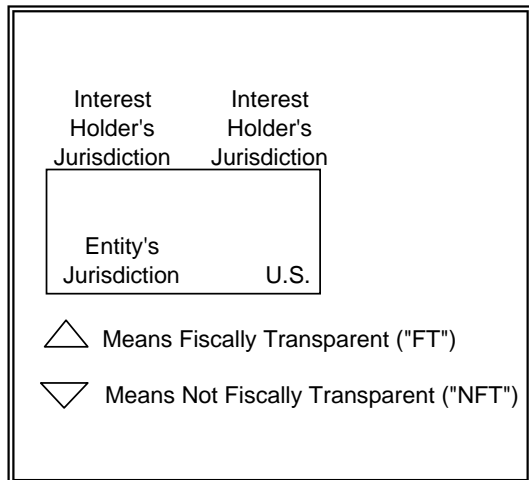 Interest Interest
Holder's Holder's
Jurisdiction Jurisdiction
Entity's
Jurisdiction U.S.
Means Fiscally Transparent ("FT")
Means Not Fiscally Transparent ("NFT")